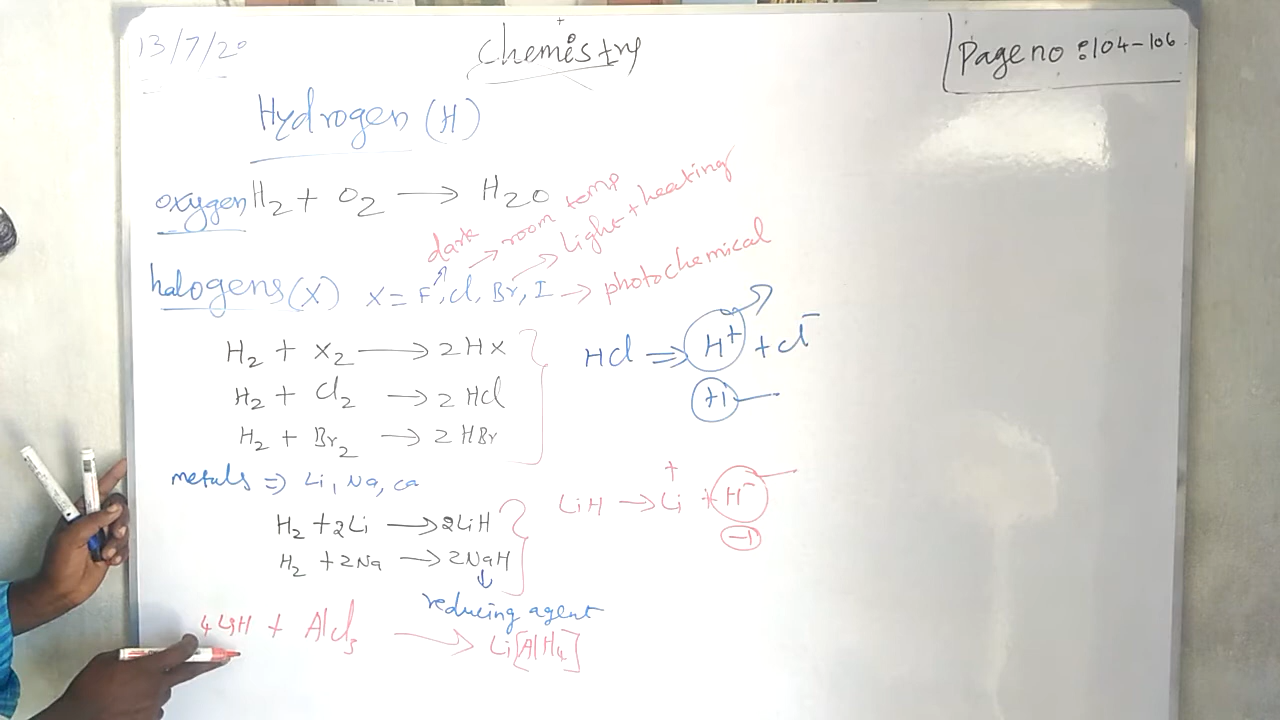 13/7/20
Chemistry
Page no : 104-106
Hydrogen (H)
oxygen H2 + O2 → H2O
dark room temp
Light + heating
halogens (X) X = F, Cl, Br, I → photochemical
H2 + X2 → 2HX
HCl ⇒ H+ + Cl-
H2 + Cl2 → 2 HCl
+1
H2 + Br2 → 2 HBr
metals ⇒ Li, Na, Ca
LiH → Li+ + H-
H2 + 2Li → 2LiH
-1
H2 + 2Na → 2NaH
↓
reducing agent
4LiH + AlCl3 → Li[AlH4]